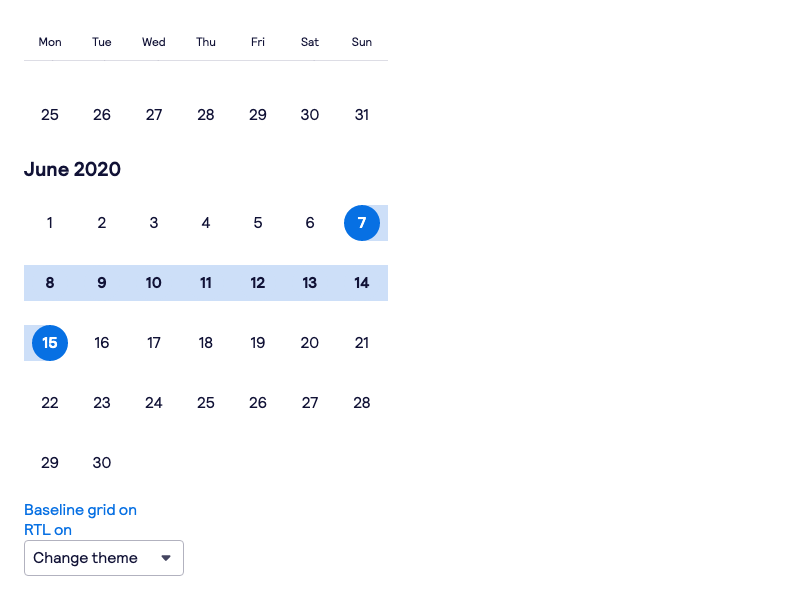 Mon Tue Wed Thu Fri Sat Sun
25 26 27 28 29 30 31
June 2020
1 2 3 4 5 6 7
8 9 10 11 12 13 14
15 16 17 18 19 20 21
22 23 24 25 26 27 28
29 30
Baseline grid on
RTL on
Change theme